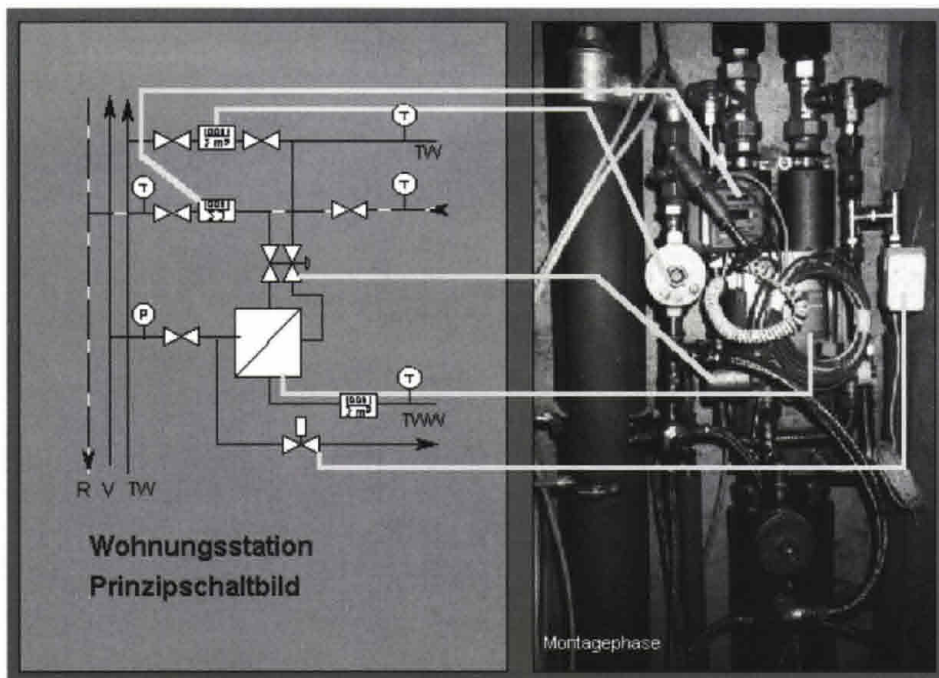 T
TW
T
T
P
T
TWW
R V TW
Wohnungsstation
Prinzipschaltbild
Montagephase